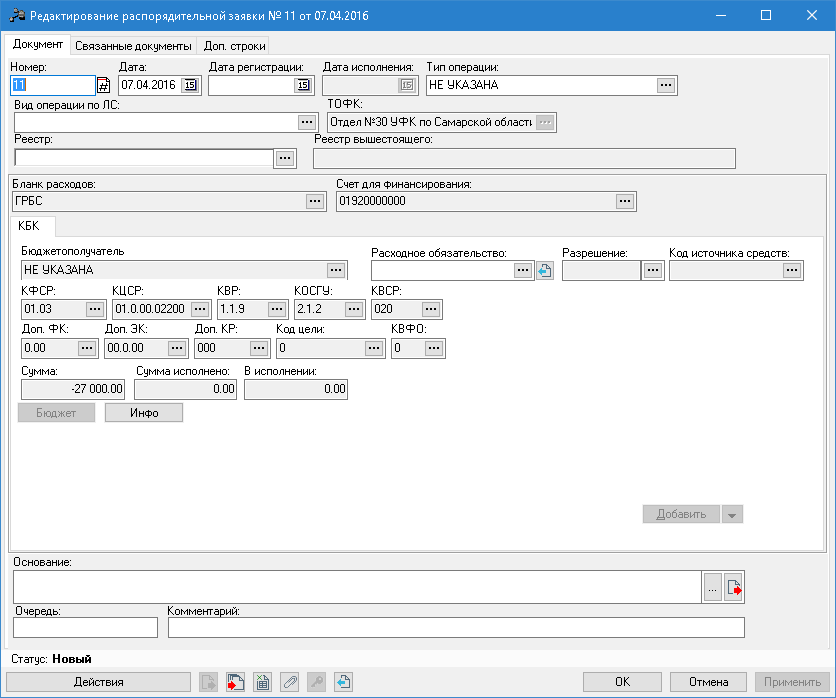 Редактирование распорядительной заявки № 11 от 07.04.2016
Документ Связанные документы Доп. строки
Номер: Дата: Дата регистрации: Дата исполнения: Тип операции:
11 # 07.04.2016 15 15 15 НЕ УКАЗАНА ...
Вид операции по ЛС: ТОФК:
... Отдел №30 УФК по Самарской области ...
Реестр: Реестр вышестоящего:
...
Бланк расходов: Счет для финансирования:
ГРБС ... 01920000000 ...
КБК
Бюджетополучатель Расходное обязательство: Разрешение: Код источника средств:
НЕ УКАЗАНА ... ... ... ...
КФСР: КЦСР: КВР: КОСГУ: КВСР:
01.03 ... 01.0.00.02200 ... 1.1.9 ... 2.1.2 ... 020 ...
Доп. ФК: Доп. ЭК: Доп. КР: Код цели: КВФО:
0.00 ... 00.0.00 ... 000 ... 0 ... 0 ...
Сумма: Сумма исполнено: В исполнении:
-27 000.00 0.00 0.00
Бюджет Инфо
Добавить
Основание:
...
Очередь: Комментарий:
Статус: Новый
Действия OK Отмена Применить